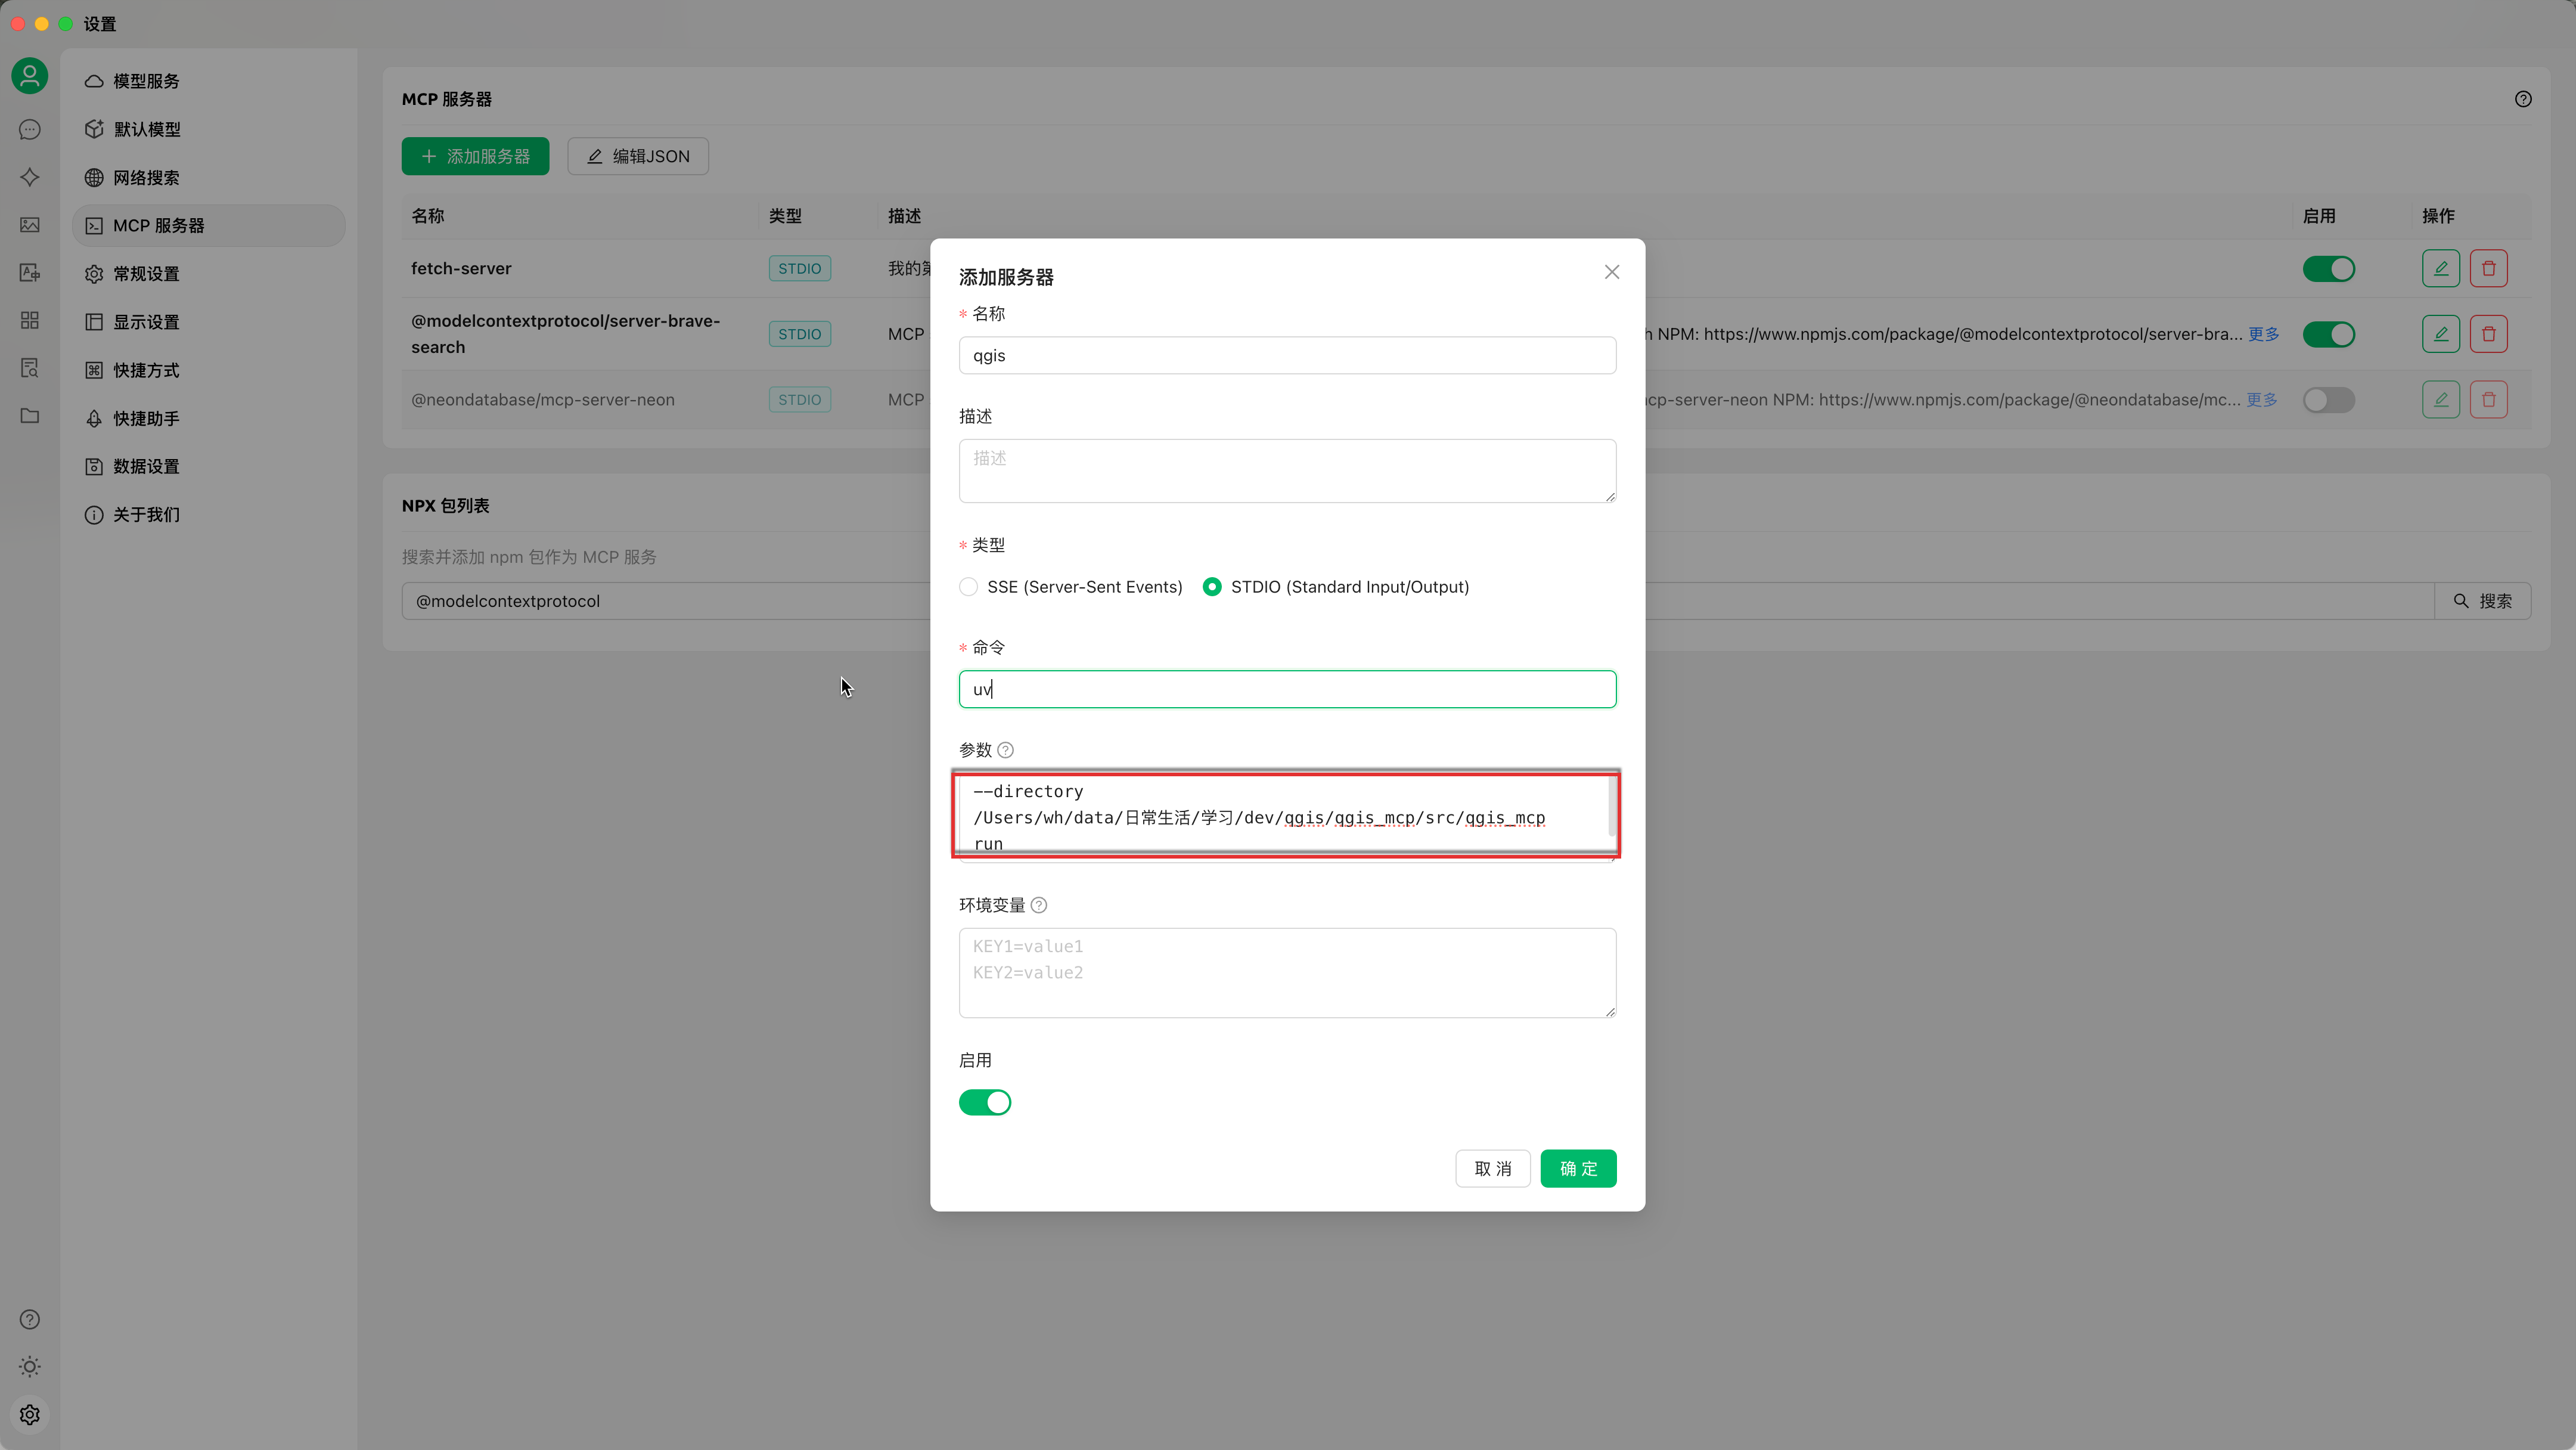 设置
模型服务
默认模型
网络搜索
MCP 服务器
常规设置
显示设置
快捷方式
快捷助手
数据设置
关于我们
MCP 服务器
添加服务器
编辑JSON
名称 类型 描述 启用 操作
fetch-server STDIO 我的第
@modelcontextprotocol/server-brave-search STDIO MCP h NPM: https://www.npmjs.com/package/@modelcontextprotocol/server-bra... 更多
@neondatabase/mcp-server-neon STDIO MCP cp-server-neon NPM: https://www.npmjs.com/package/@neondatabase/mc... 更多
NPX 包列表
搜索并添加 npm 包作为 MCP 服务
@modelcontextprotocol
搜索
添加服务器
* 名称
qgis
描述
描述
* 类型
SSE (Server-Sent Events) STDIO (Standard Input/Output)
* 命令
uv
参数
--directory
/Users/wh/data/日常生活/学习/dev/qgis/qgis_mcp/src/qgis_mcp
run
环境变量
KEY1=value1
KEY2=value2
启用
取 消
确 定